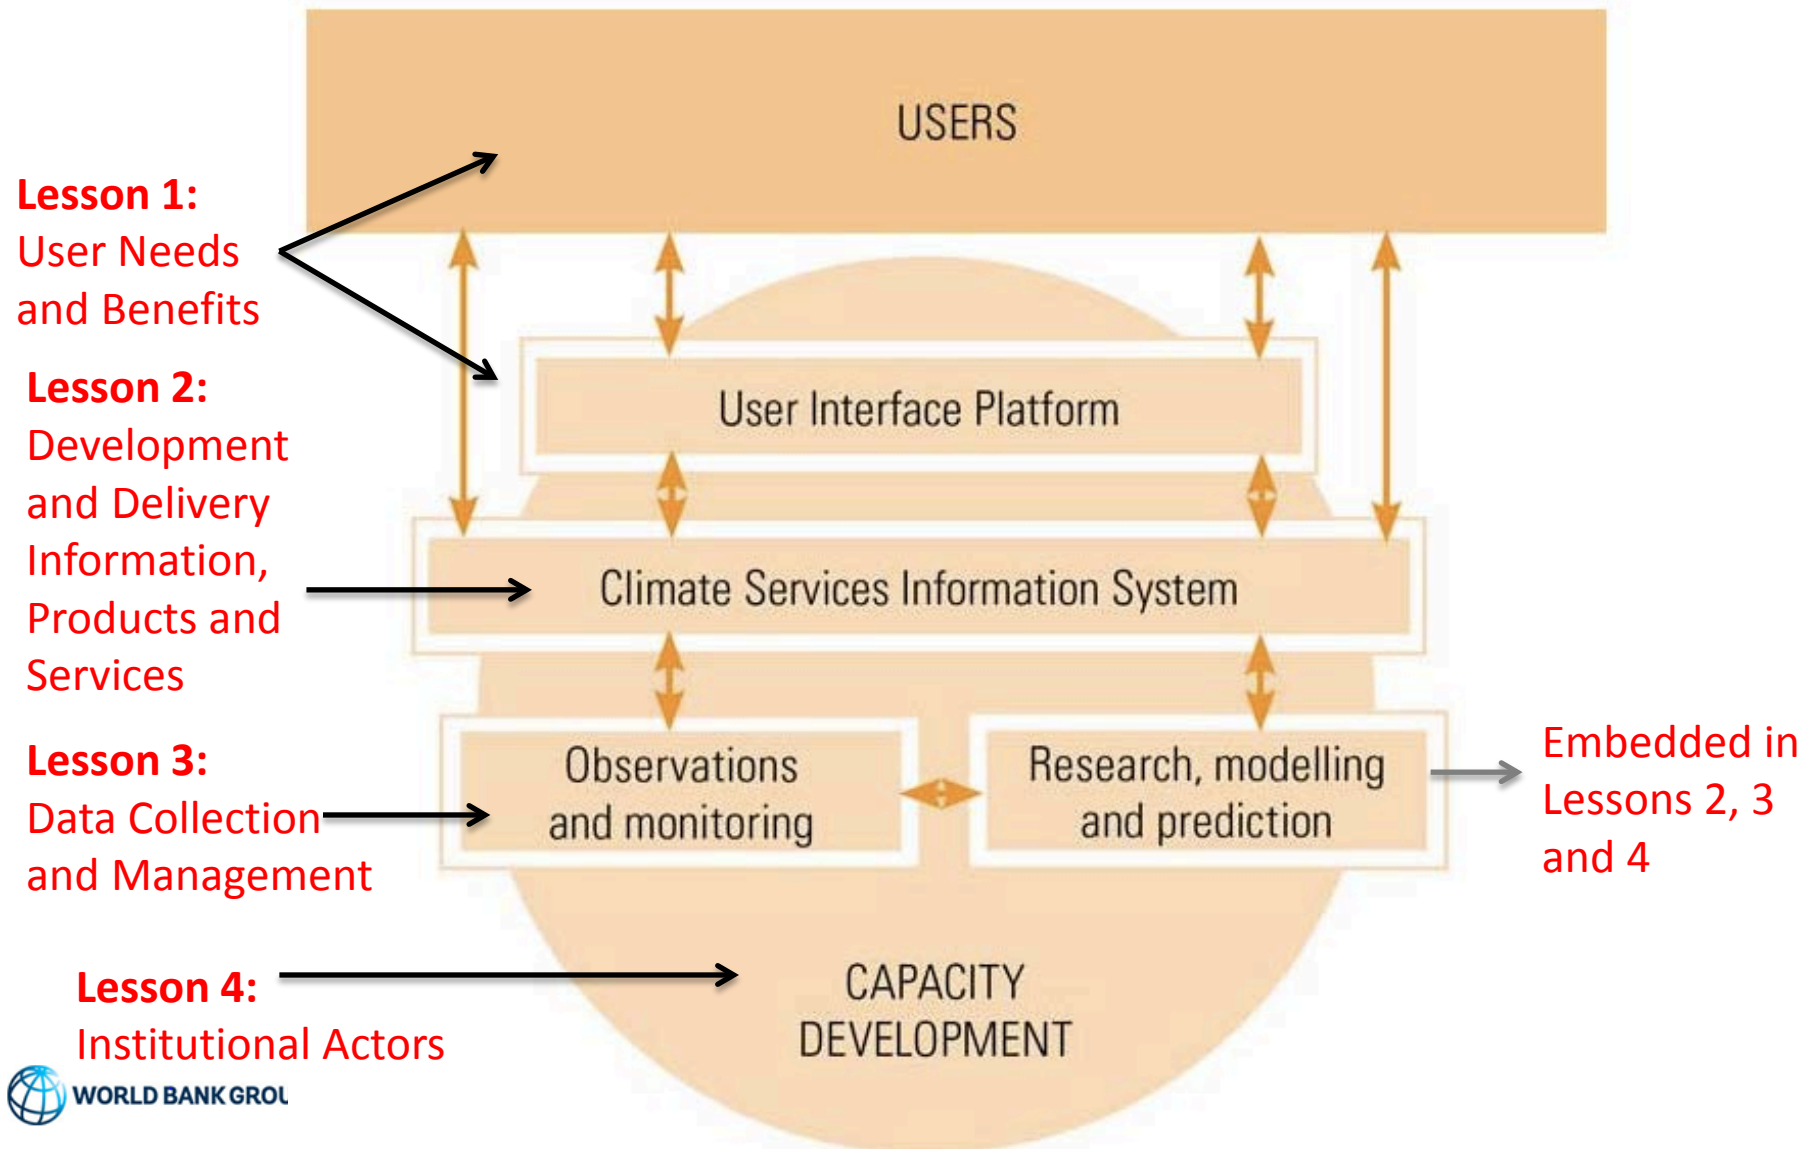 USERS
Lesson 1:
User Needs
and Benefits
User Interface Platform
Lesson 2:
Development
and Delivery
Information,
Products and
Services
Climate Services Information System
Lesson 3:
Data Collection
and Management
Observations
and monitoring
Research, modelling
and prediction
Embedded in
Lessons 2, 3
and 4
Lesson 4:
Institutional Actors
CAPACITY
DEVELOPMENT
WORLD BANK GROU